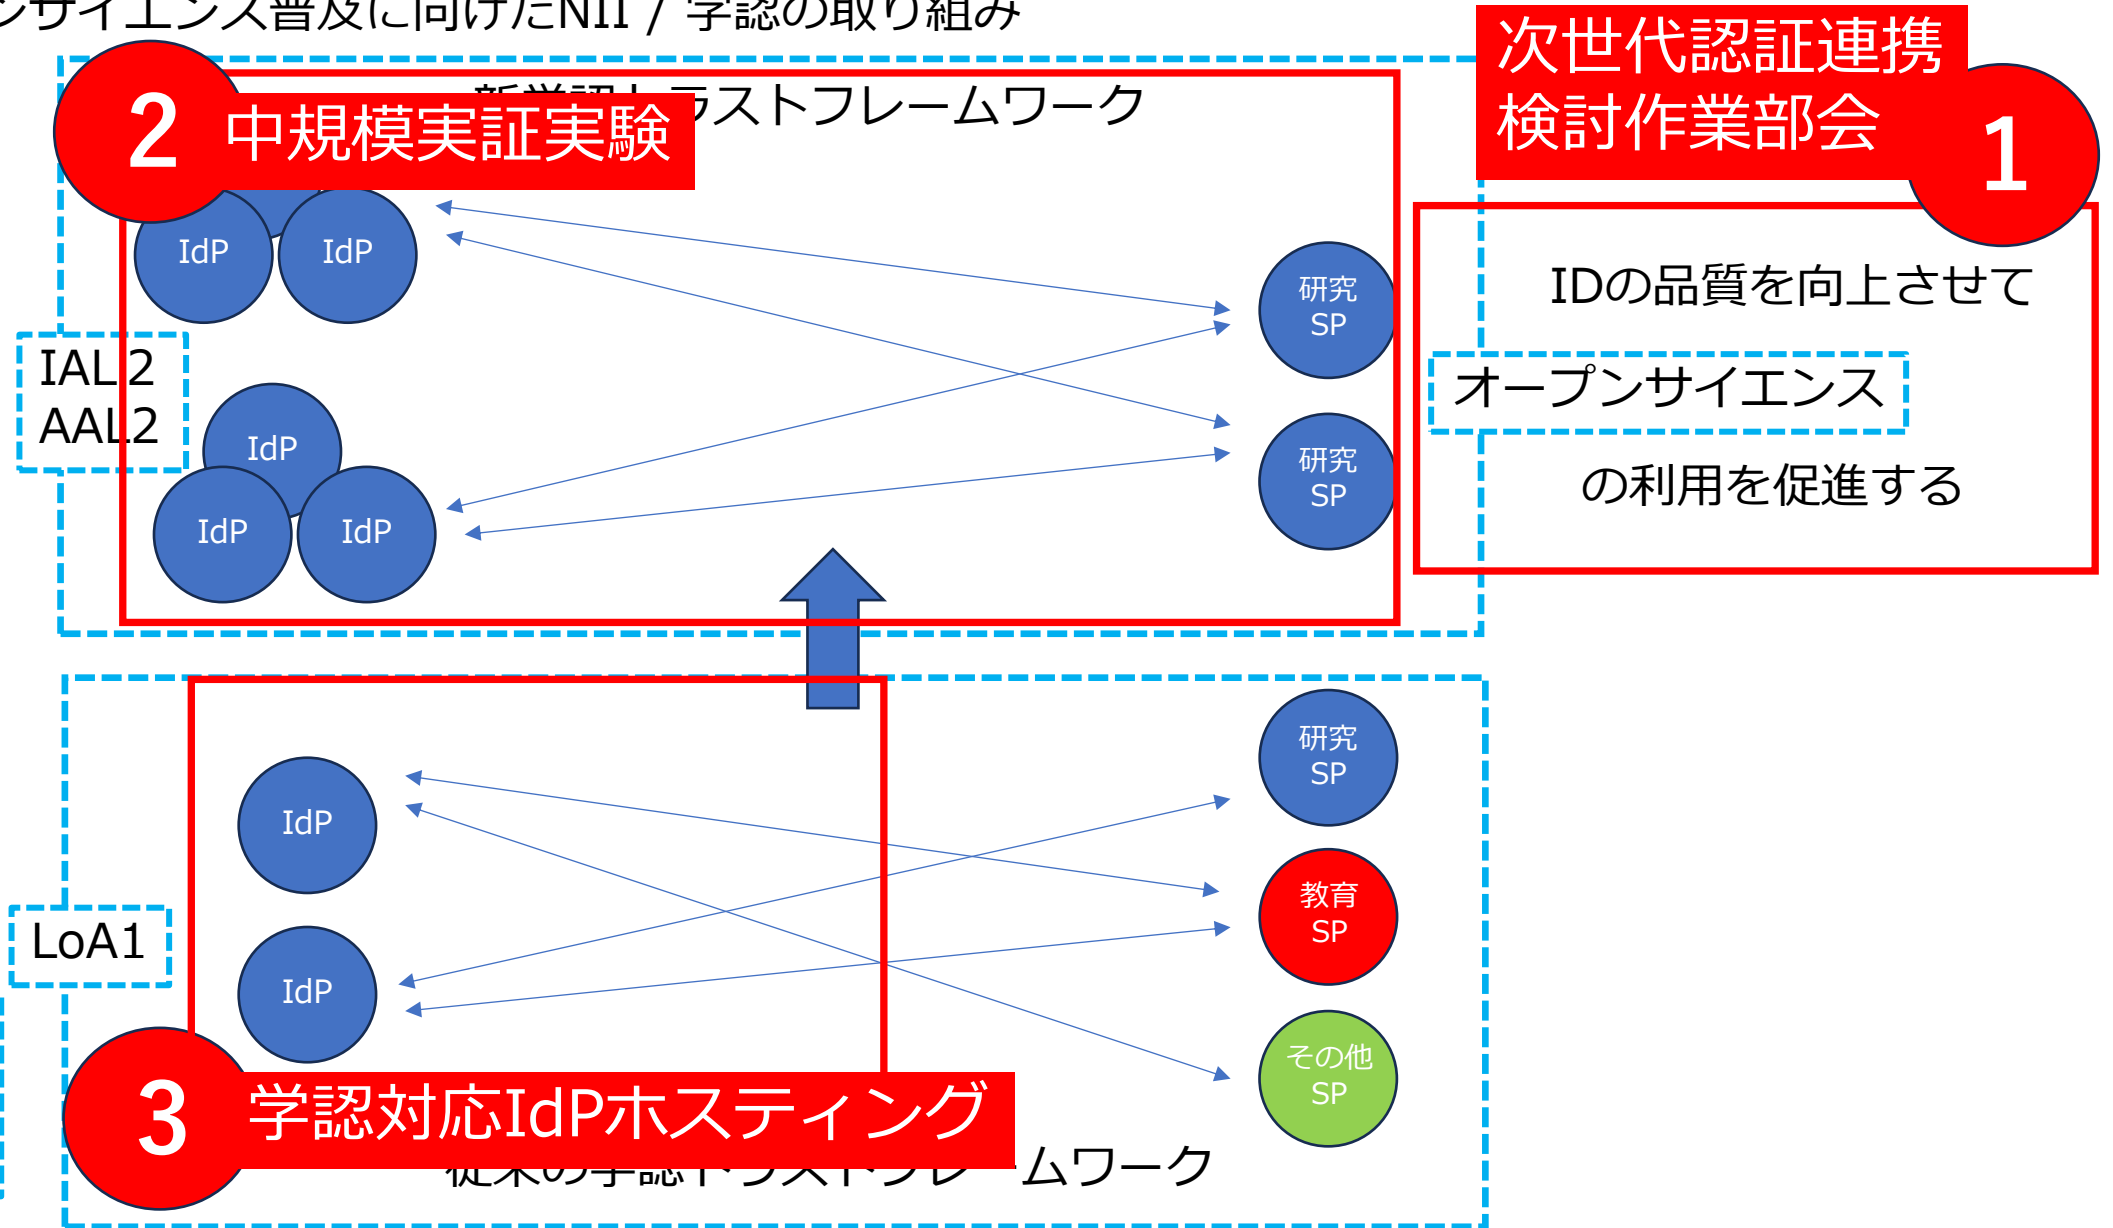 ンサイエンス普及に向けたNII / 学認の取り組み
次世代認証連携
検討作業部会
1
2
中規模実証実験
ラストフレームワーク
IdP
IdP
研究
SP
IDの品質を向上させて
IAL2
AAL2
オープンサイエンス
IdP
研究
SP
の利用を促進する
IdP
IdP
研究
SP
IdP
教育
SP
LoA1
IdP
その他
SP
3
学認対応IdPホスティング
ムワーク